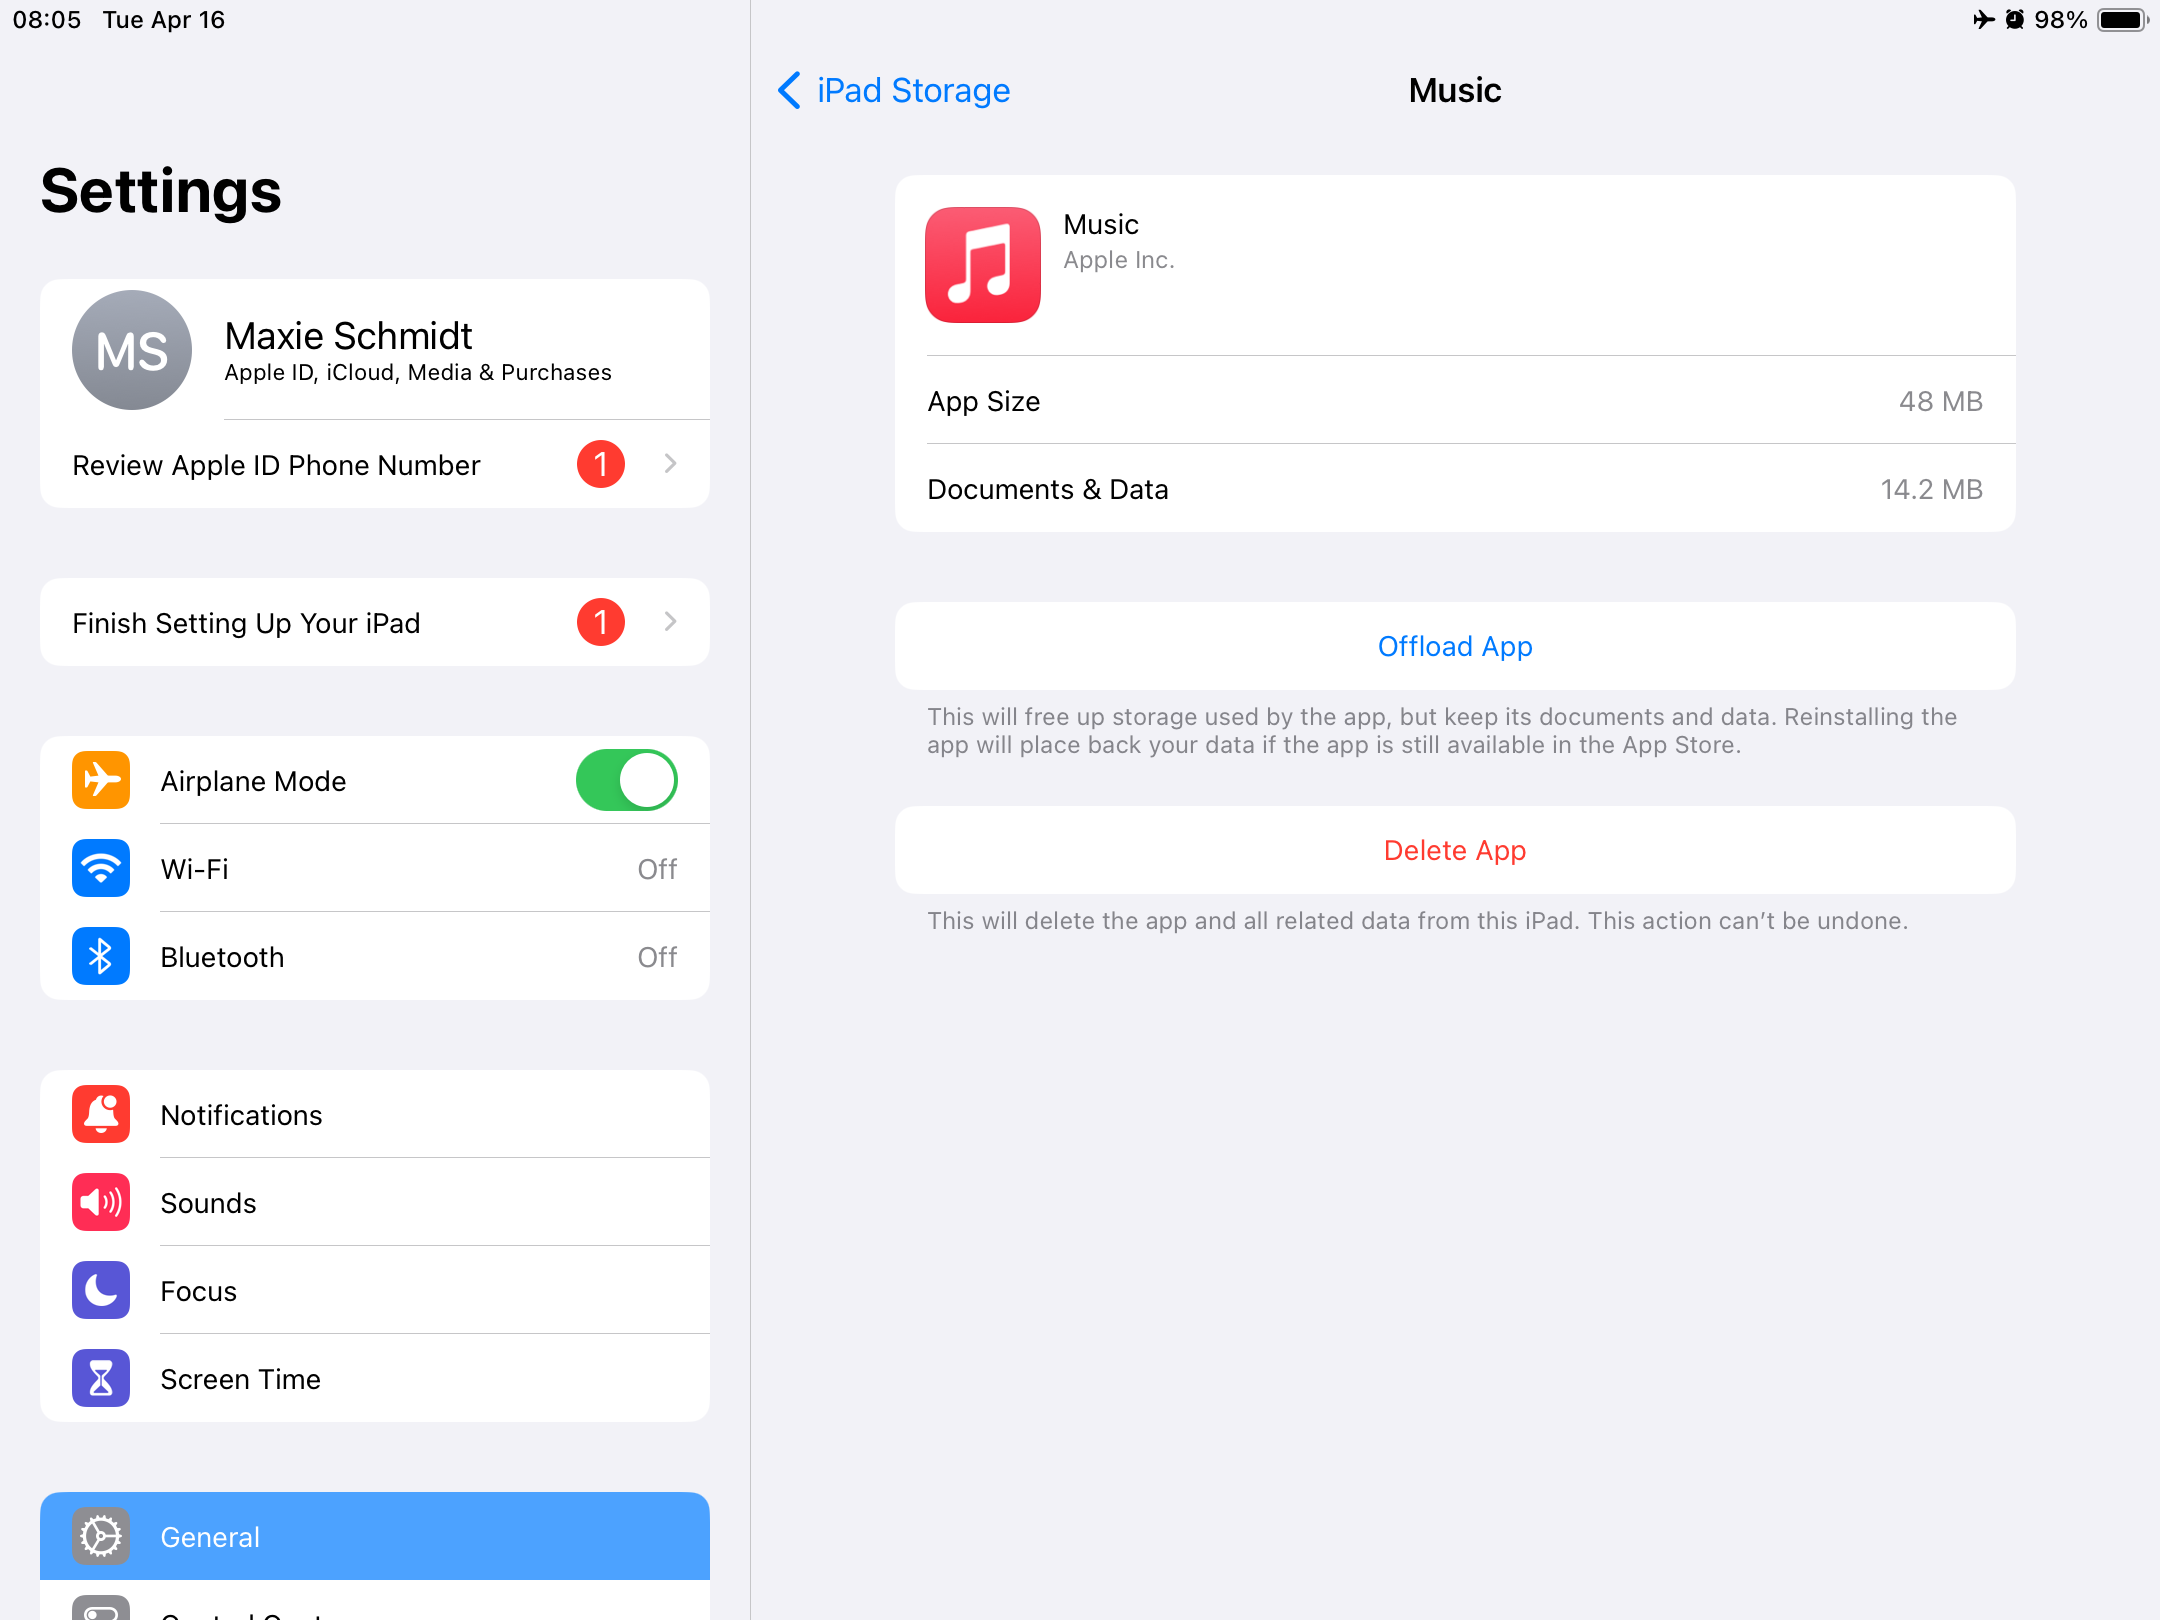 08:05 Tue Apr 16
98%
Settings
MS
Maxie Schmidt
Apple ID, iCloud, Media & Purchases
Review Apple ID Phone Number 1
Finish Setting Up Your iPad 1
Airplane Mode
Wi-Fi Off
Bluetooth Off
Notifications
Sounds
Focus
Screen Time
General
iPad Storage
Music
Music
Apple Inc.
App Size 48 MB
Documents & Data 14.2 MB
Offload App
This will free up storage used by the app, but keep its documents and data. Reinstalling the
app will place back your data if the app is still available in the App Store.
Delete App
This will delete the app and all related data from this iPad. This action can’t be undone.